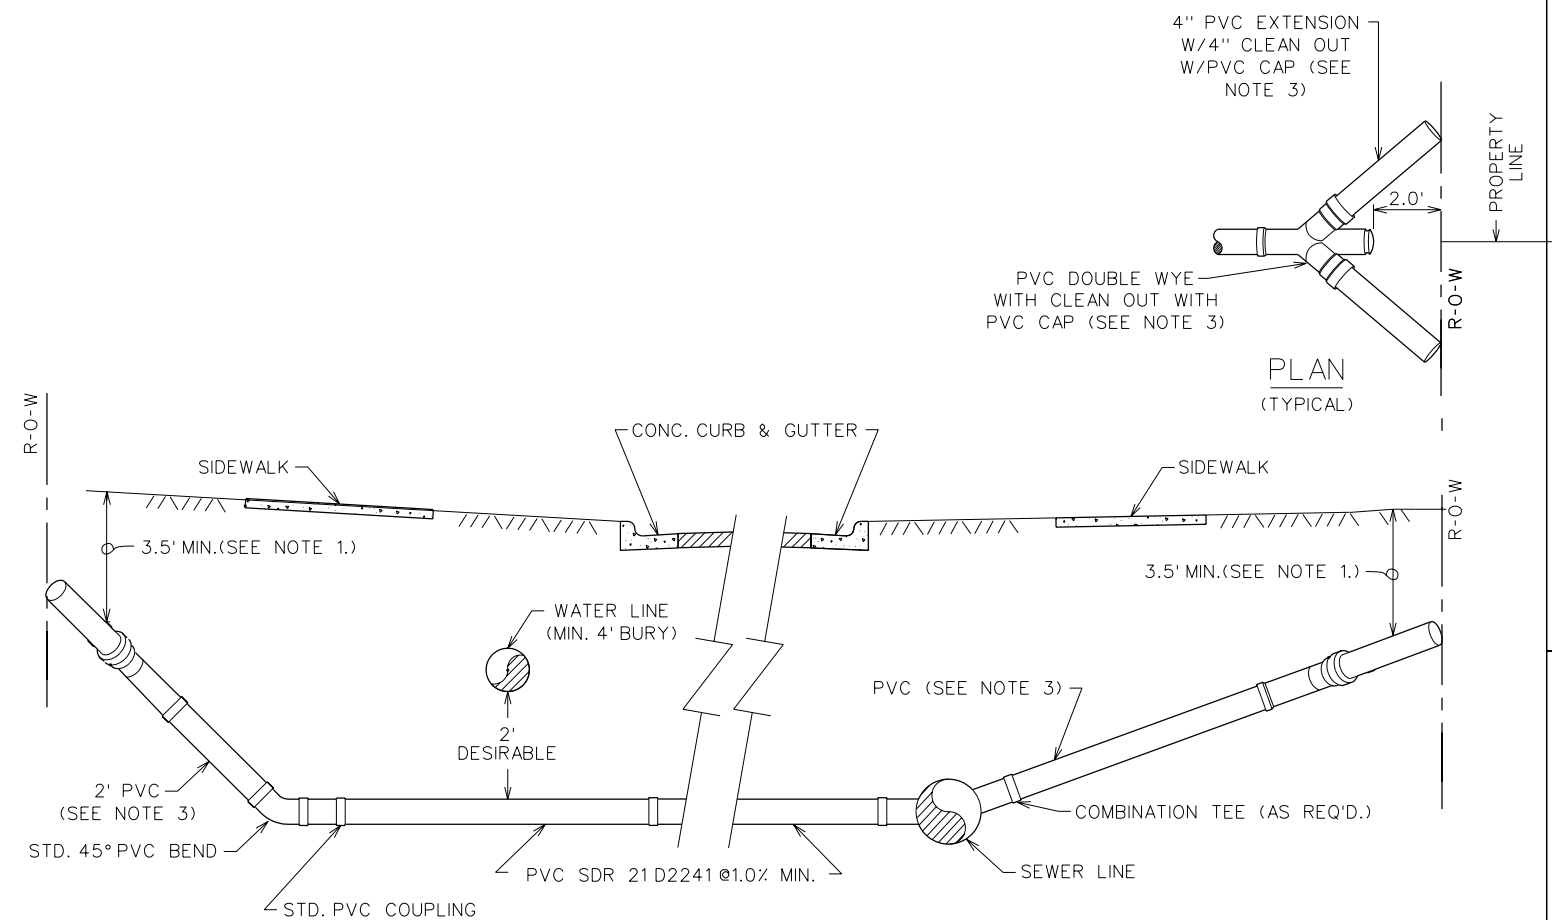 4" PVC EXTENSION
W/4" CLEAN OUT
W/PVC CAP (SEE
NOTE 3)
PROPERTY
LINE
2.0'
PVC DOUBLE WYE
WITH CLEAN OUT WITH
PVC CAP (SEE NOTE 3)
R-O-W
PLAN
(TYPICAL)
R-O-W
CONC. CURB & GUTTER
SIDEWALK
SIDEWALK
R-O-W
3.5' MIN.(SEE NOTE 1.)
3.5' MIN.(SEE NOTE 1.)
WATER LINE
(MIN. 4' BURY)
PVC (SEE NOTE 3)
2'
DESIRABLE
2' PVC
(SEE NOTE 3)
COMBINATION TEE (AS REQ'D.)
STD. 45° PVC BEND
PVC SDR 21 D2241 @1.0% MIN.
SEWER LINE
STD. PVC COUPLING